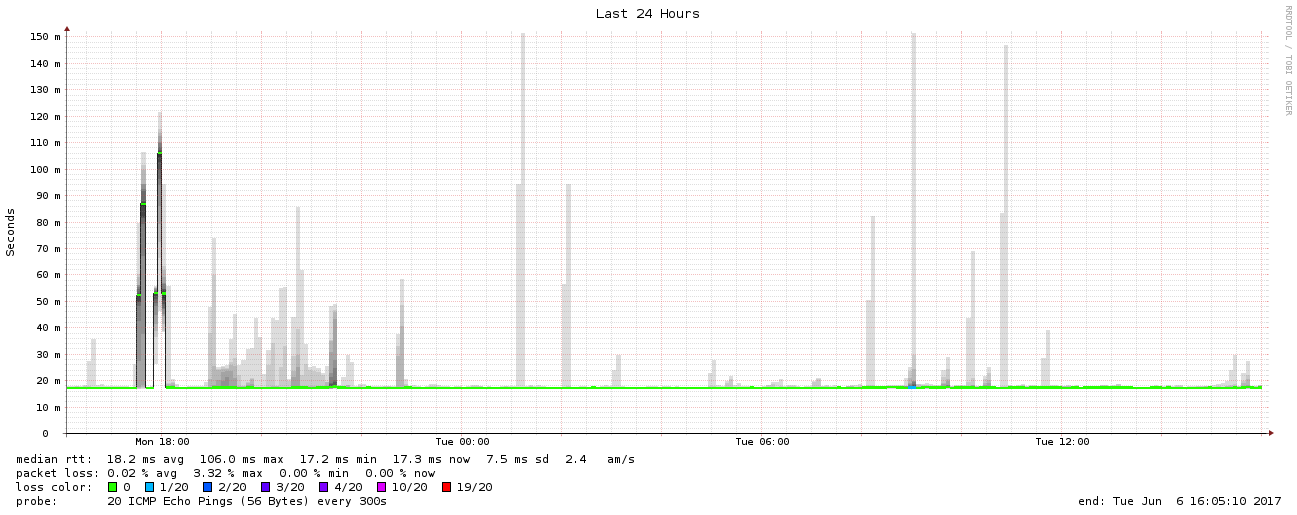 Last 24 Hours
RRDTOOL / TOBI OETIKER
Seconds
150 m
140 m
130 m
120 m
110 m
100 m
90 m
80 m
70 m
60 m
50 m
40 m
30 m
20 m
10 m
0
Mon 18:00 Tue 00:00 Tue 06:00 Tue 12:00
median rtt: 18.2 ms avg 106.0 ms max 17.2 ms min 17.3 ms now 7.5 ms sd 2.4 am/s
packet loss: 0.02 % avg 3.32 % max 0.00 % min 0.00 % now
loss color: 0 1/20 2/20 3/20 4/20 10/20 19/20
probe: 20 ICMP Echo Pings (56 Bytes) every 300s end: Tue Jun 6 16:05:10 2017